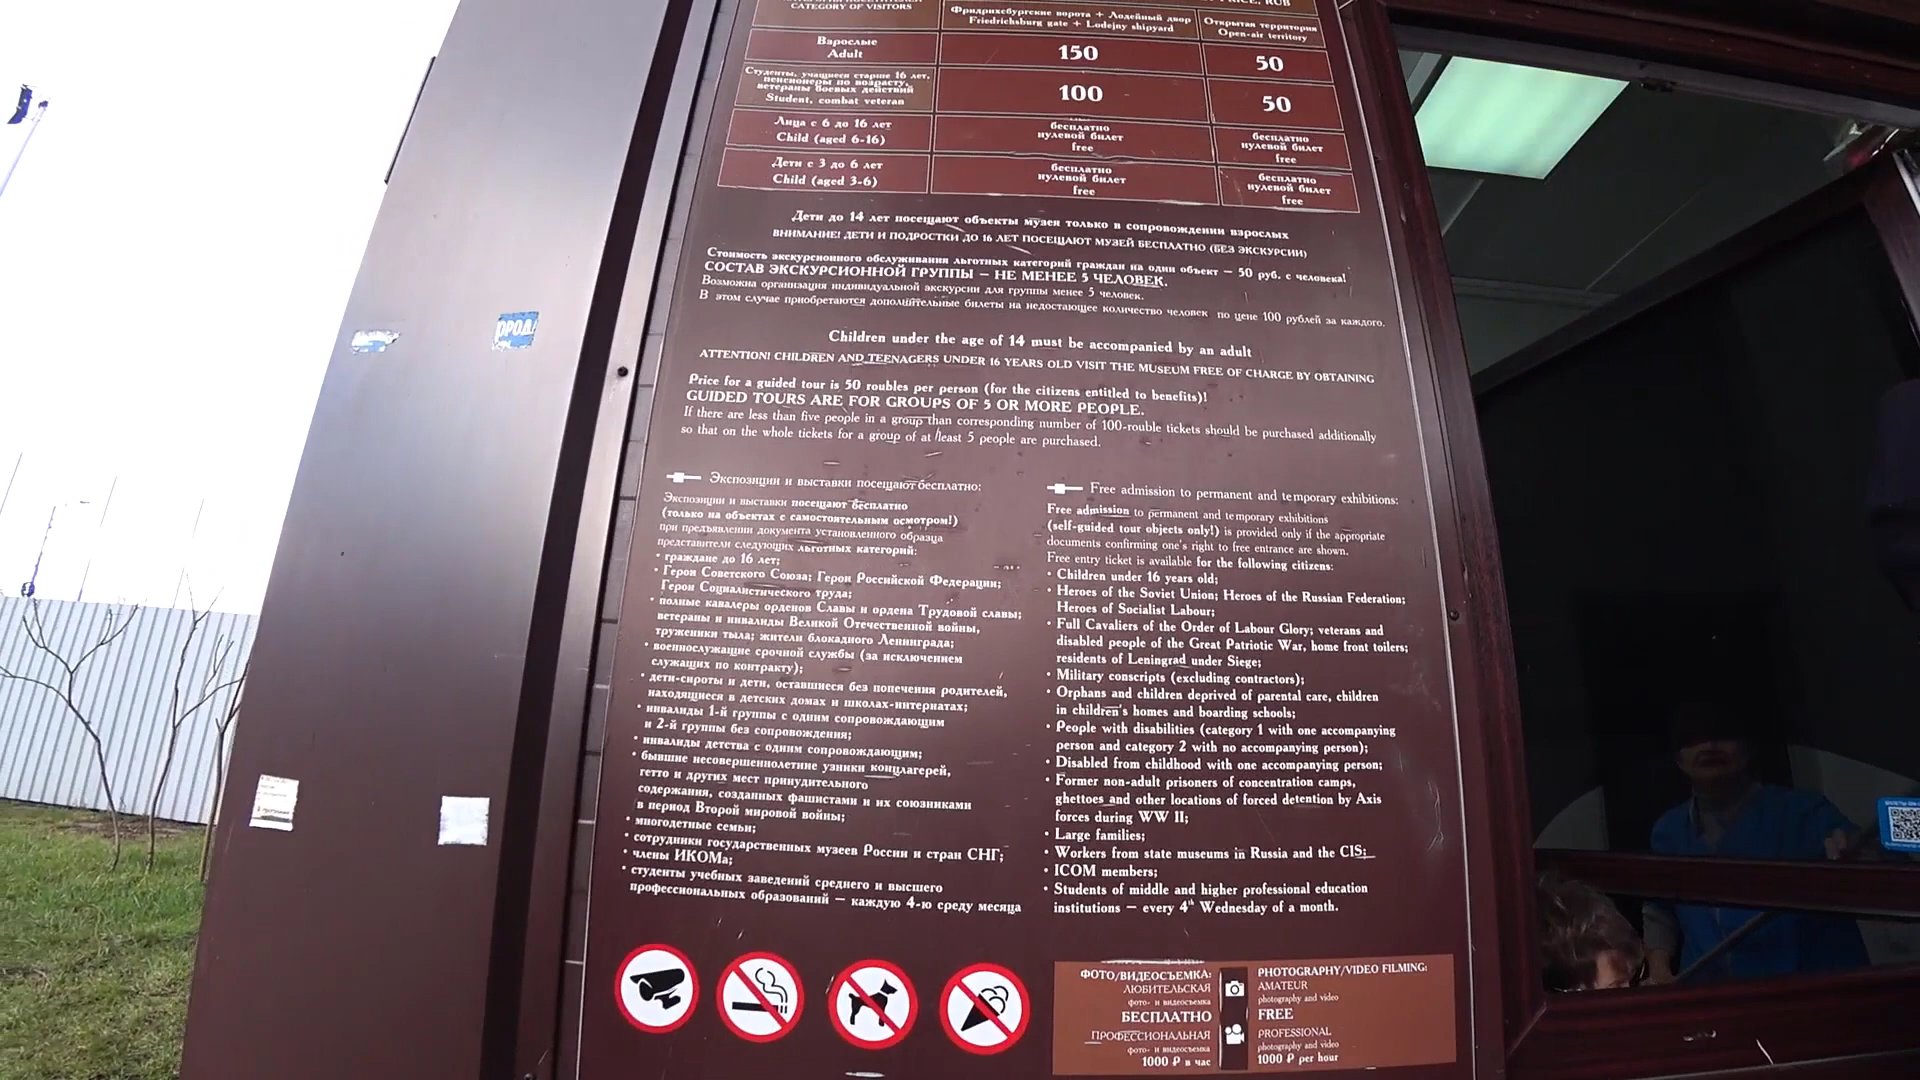 CATEGORY OF VISITORS
PRICE, RUB
Фридрихсбургские ворота + Лодейный двор
Friedrichsburg gate + Lodejny shipyard
Открытая территория
Open-air territory
Взрослые
Adult
150
50
Студенты, учащиеся старше 16 лет,
пенсионеры по возрасту,
ветераны боевых действий
Student, combat veteran
100
50
Лица с 6 до 16 лет
Child (aged 6-16)
бесплатно
нулевой билет
free
бесплатно
нулевой билет
free
Дети с 3 до 6 лет
Child (aged 3-6)
бесплатно
нулевой билет
free
бесплатно
нулевой билет
free
Дети до 14 лет посещают объекты музея только в сопровождении взрослых
ВНИМАНИЕ! ДЕТИ И ПОДРОСТКИ ДО 16 ЛЕТ ПОСЕЩАЮТ МУЗЕЙ БЕСПЛАТНО (БЕЗ ЭКСКУРСИИ)
Стоимость экскурсионного обслуживания льготных категорий граждан на один объект – 50 руб. с человека!
СОСТАВ ЭКСКУРСИОННОЙ ГРУППЫ – НЕ МЕНЕЕ 5 ЧЕЛОВЕК.
Возможна организация индивидуальной экскурсии для группы менее 5 человек.
В этом случае приобретаются дополнительные билеты на недостающее количество человек по цене 100 рублей за каждого.
Children under the age of 14 must be accompanied by an adult
ATTENTION! CHILDREN AND TEENAGERS UNDER 16 YEARS OLD VISIT THE MUSEUM FREE OF CHARGE BY OBTAINING
Price for a guided tour is 50 roubles per person (for the citizens entitled to benefits)!
GUIDED TOURS ARE FOR GROUPS OF 5 OR MORE PEOPLE.
If there are less than five people in a group than corresponding number of 100-rouble tickets should be purchased additionally
so that on the whole tickets for a group of at least 5 people are purchased.
Экспозиции и выставки посещают бесплатно:
Экспозиции и выставки посещают бесплатно
(только на объектах с самостоятельным осмотром!)
при предъявлении документа установленного образца
представители следующих льготных категорий:
• граждане до 16 лет;
• Герои Советского Союза; Герои Российской Федерации;
Герои Социалистического труда;
• полные кавалеры орденов Славы и ордена Трудовой славы;
ветераны и инвалиды Великой Отечественной войны,
труженики тыла; жители блокадного Ленинграда;
• военнослужащие срочной службы (за исключением
служащих по контракту);
• дети-сироты и дети, оставшиеся без попечения родителей,
находящиеся в детских домах и школах-интернатах;
• инвалиды 1-й группы с одним сопровождающим
и 2-й группы без сопровождения;
• инвалиды детства с одним сопровождающим;
• бывшие несовершеннолетние узники концлагерей,
гетто и других мест принудительного
содержания, созданных фашистами и их союзниками
в период Второй мировой войны;
• многодетные семьи;
• сотрудники государственных музеев России и стран СНГ;
• члены ИКОМа;
• студенты учебных заведений среднего и высшего
профессиональных образований – каждую 4-ю среду месяца
Free admission to permanent and temporary exhibitions:
Free admission to permanent and temporary exhibitions
(self-guided tour objects only!) is provided only if the appropriate
documents confirming one's right to free entrance are shown.
Free entry ticket is available for the following citizens:
• Children under 16 years old;
• Heroes of the Soviet Union; Heroes of the Russian Federation;
Heroes of Socialist Labour;
• Full Cavaliers of the Order of Labour Glory; veterans and
disabled people of the Great Patriotic War, home front toilers;
residents of Leningrad under Siege;
• Military conscripts (excluding contractors);
• Orphans and children deprived of parental care, children
in children's homes and boarding schools;
• People with disabilities (category 1 with one accompanying
person and category 2 with no accompanying person);
• Disabled from childhood with one accompanying person;
• Former non-adult prisoners of concentration camps,
ghettoes and other locations of forced detention by Axis
forces during WW II;
• Large families;
• Workers from state museums in Russia and the CIS;
• ICOM members;
• Students of middle and higher professional education
institutions – every 4th Wednesday of a month.
ФОТО/ВИДЕОСЪЕМКА:
ЛЮБИТЕЛЬСКАЯ
фото- и видеосъемка
БЕСПЛАТНО
ПРОФЕССИОНАЛЬНАЯ
фото- и видеосъемка
1000 ₽ в час
PHOTOGRAPHY/VIDEO FILMING:
AMATEUR
photography and video
FREE
PROFESSIONAL
photography and video
1000 ₽ per hour